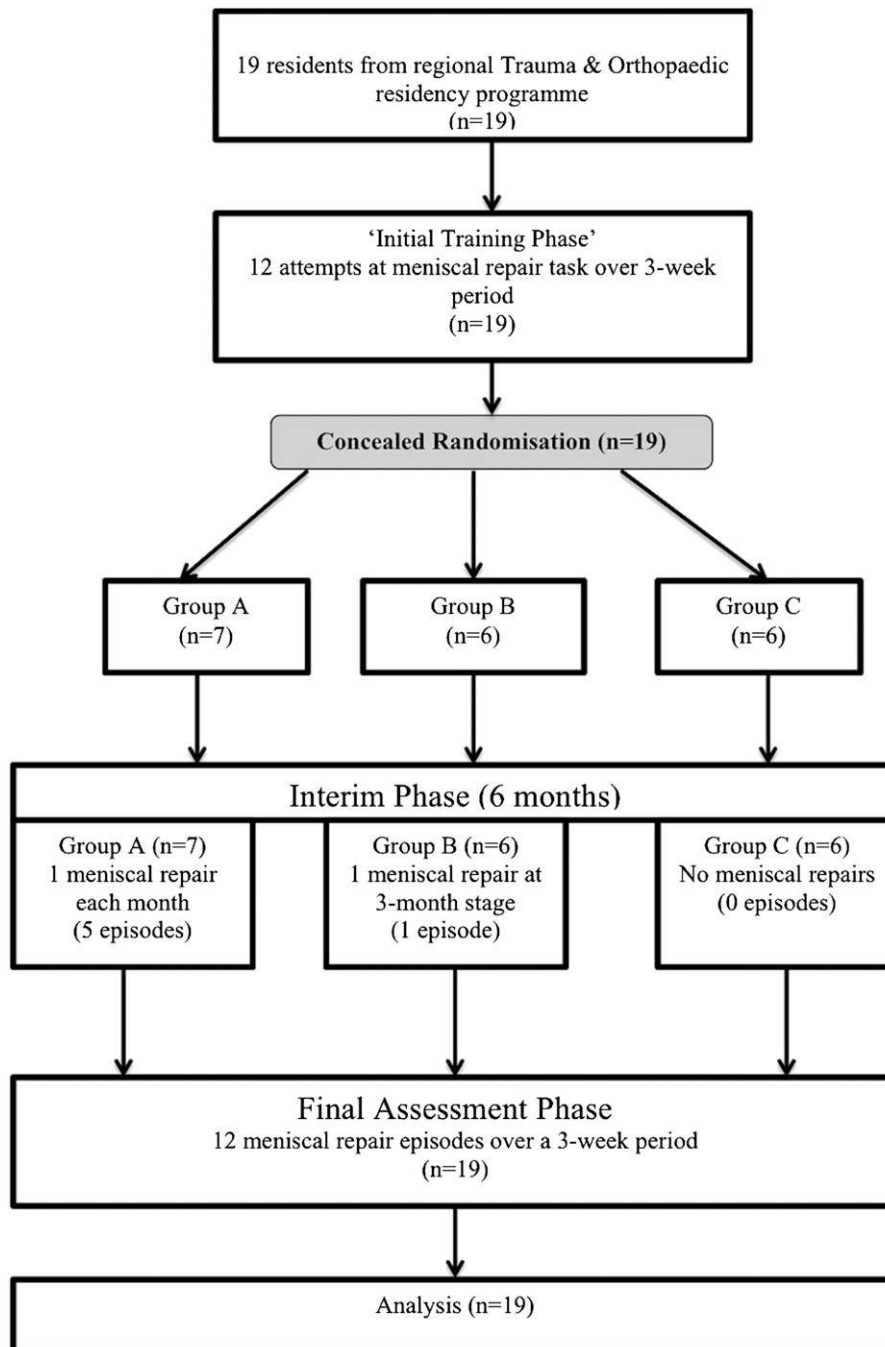 19 residents from regional Trauma & Orthopaedic
residency programme
(n=19)
‘Initial Training Phase’
12 attempts at meniscal repair task over 3-week
period
(n=19)
Concealed Randomisation (n=19)
Group A
(n=7)
Group B
(n=6)
Group C
(n=6)
Interim Phase (6 months)
Group A (n=7)
1 meniscal repair
each month
(5 episodes)
Group B (n=6)
1 meniscal repair at
3-month stage
(1 episode)
Group C (n=6)
No meniscal repairs
(0 episodes)
Final Assessment Phase
12 meniscal repair episodes over a 3-week period
(n=19)
Analysis (n=19)